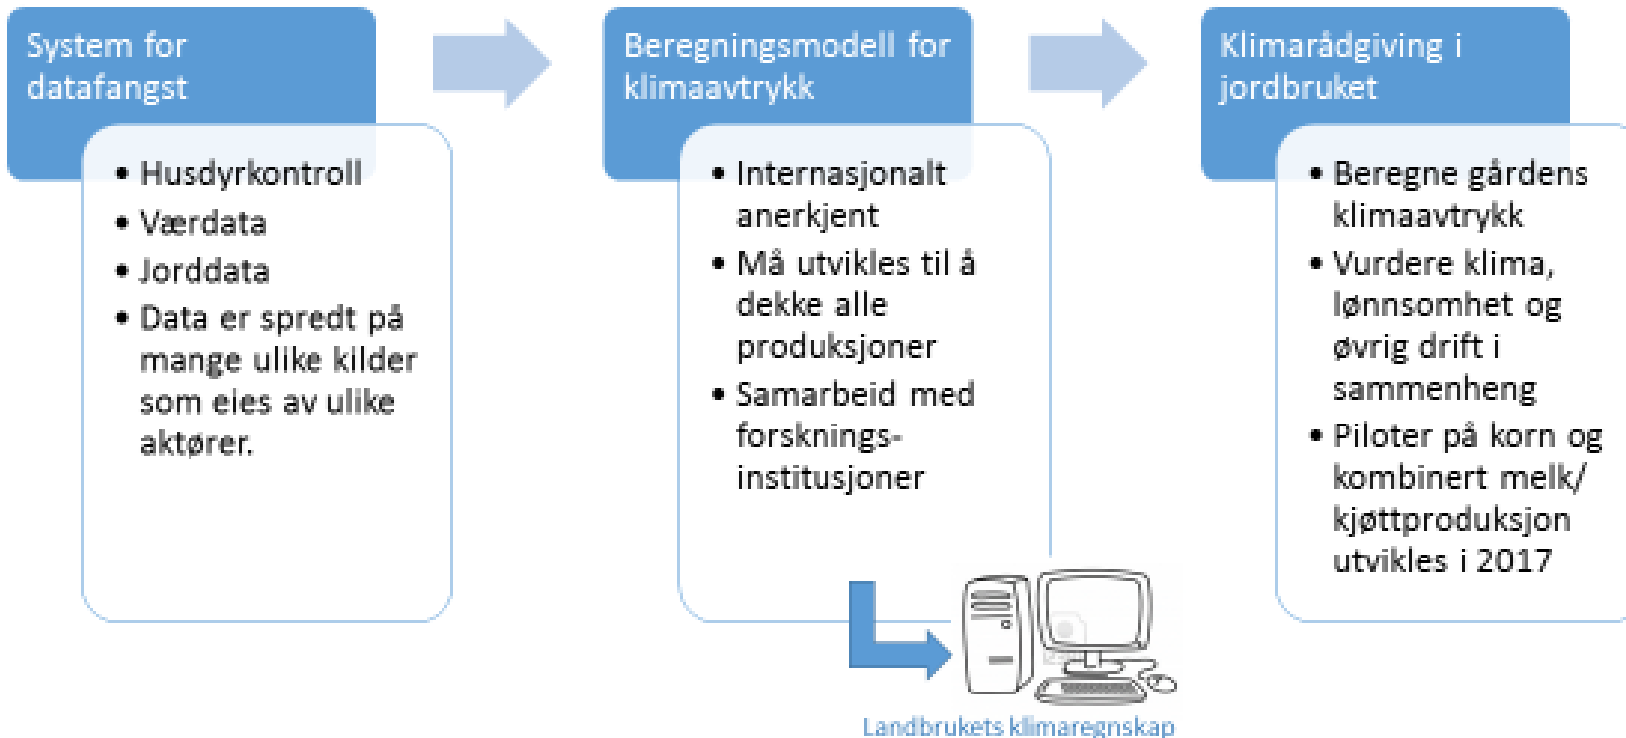 System for
datafangst
• Husdyrkontroll
• Værdata
• Jorddata
• Data er spredt på
mange ulike kilder
som eies av ulike
aktører.
Beregningsmodell for
klimaavtrykk
• Internasjonalt
anerkjent
• Må utvikles til å
dekke alle
produksjoner
• Samarbeid med
forsknings-
institusjoner
Landbrukets klimaregnskap
Klimarådgiving i
jordbruket
• Beregne gårdens
klimaavtrykk
• Vurdere klima,
lønnsomhet og
øvrig drift i
sammenheng
• Piloter på korn og
kombinert melk/
kjøttproduksjon
utvikles i 2017